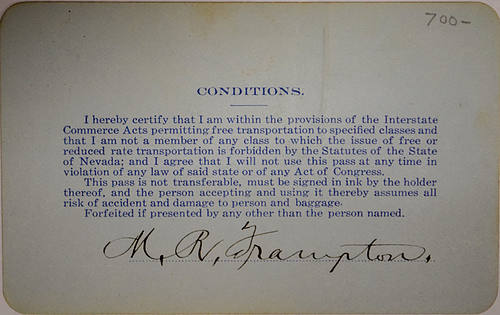 700-
CONDITIONS.
I hereby certify that I am within the provisions of the Interstate
Commerce Acts permitting free transportation to specified classes and
that I am not a member of any class to which the issue of free or
reduced rate transportation is forbidden by the Statutes of the State
of Nevada; and I agree that I will not use this pass at any time in
violation of any law of said state or of any Act of Congress.
This pass is not transferable, must be signed in ink by the holder
thereof, and the person accepting and using it thereby assumes all
risk of accident and damage to person and baggage.
Forfeited if presented by any other than the person named.
M. R. Frampton.